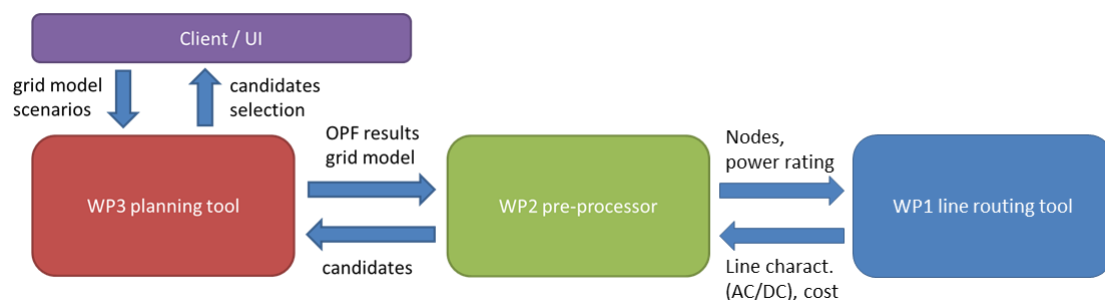 Client / UI
grid model
scenarios
candidates
selection
WP3 planning tool
OPF results
grid model
candidates
WP2 pre-processor
Nodes,
power rating
Line charact.
(AC/DC), cost
WP1 line routing tool